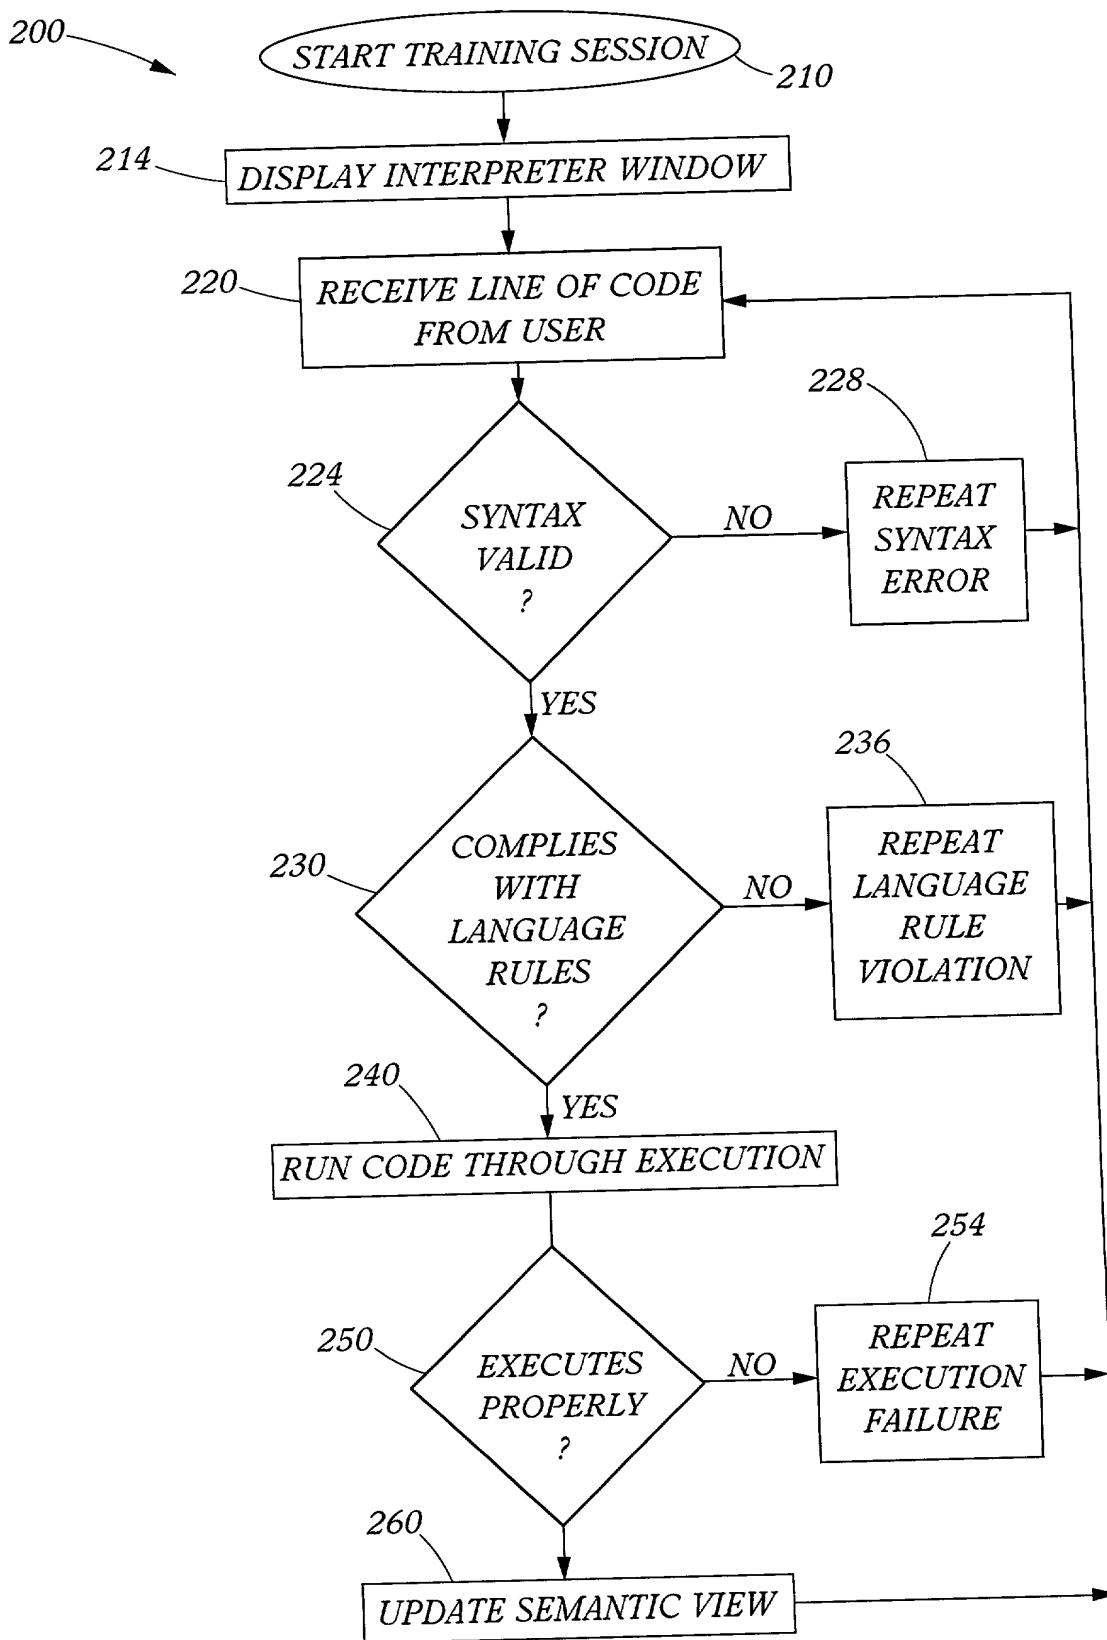 200
START TRAINING SESSION
210
214
DISPLAY INTERPRETER WINDOW
220
RECEIVE LINE OF CODE
FROM USER
224
SYNTAX
VALID
?
NO
228
REPEAT
SYNTAX
ERROR
YES
230
COMPLIES
WITH
LANGUAGE
RULES
?
NO
236
REPEAT
LANGUAGE
RULE
VIOLATION
YES
240
RUN CODE THROUGH EXECUTION
250
EXECUTES
PROPERLY
?
NO
254
REPEAT
EXECUTION
FAILURE
260
UPDATE SEMANTIC VIEW